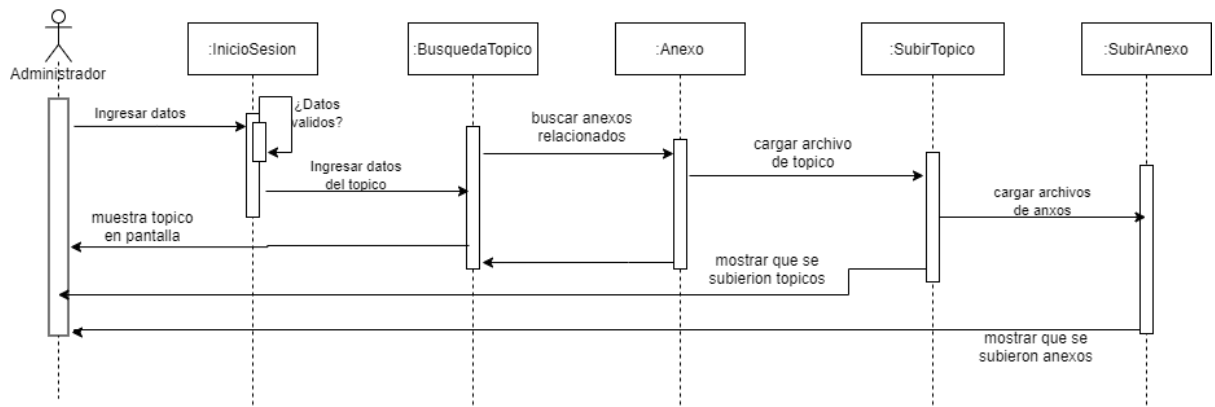 :InicioSesion
:BusquedaTopico
:Anexo
:SubirTopico
:SubirAnexo
Administrador
Ingresar datos
¿Datos
validos?
buscar anexos
relacionados
cargar archivo
de topico
Ingresar datos
del topico
cargar archivos
de anxos
muestra topico
en pantalla
mostrar que se
subierion topicos
mostrar que se
subieron anexos